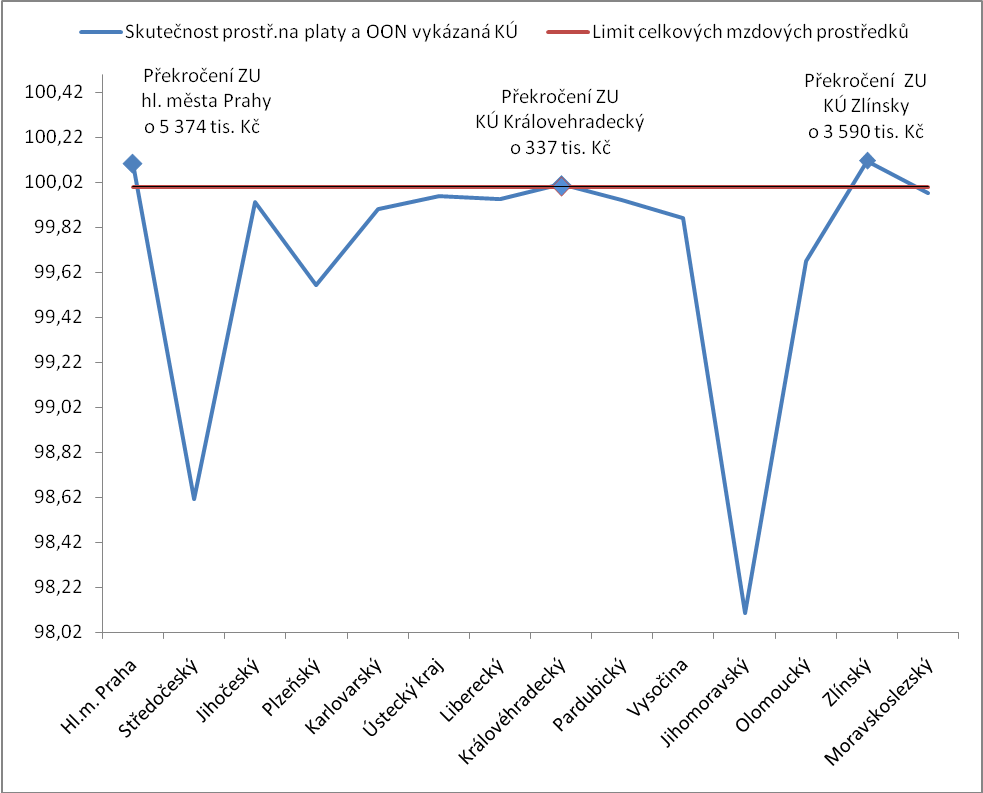 Skutečnost prostř.na platy a OON vykázaná KÚ
Limit celkových mzdových prostředků
Překročení ZU
hl. města Prahy
o 5 374 tis. Kč
Překročení ZU
KÚ Královehradecký
o 337 tis. Kč
Překročení ZU
KÚ Zlínsky
o 3 590 tis. Kč
100,42
100,22
100,02
99,82
99,62
99,42
99,22
99,02
98,82
98,62
98,42
98,22
98,02
Hl.m. Praha
Středočeský
Jihočeský
Plzeňský
Karlovarský
Ústecký kraj
Liberecký
Královéhradecký
Pardubický
Vysočina
Jihomoravský
Olomoucký
Zlínský
Moravskoslezský